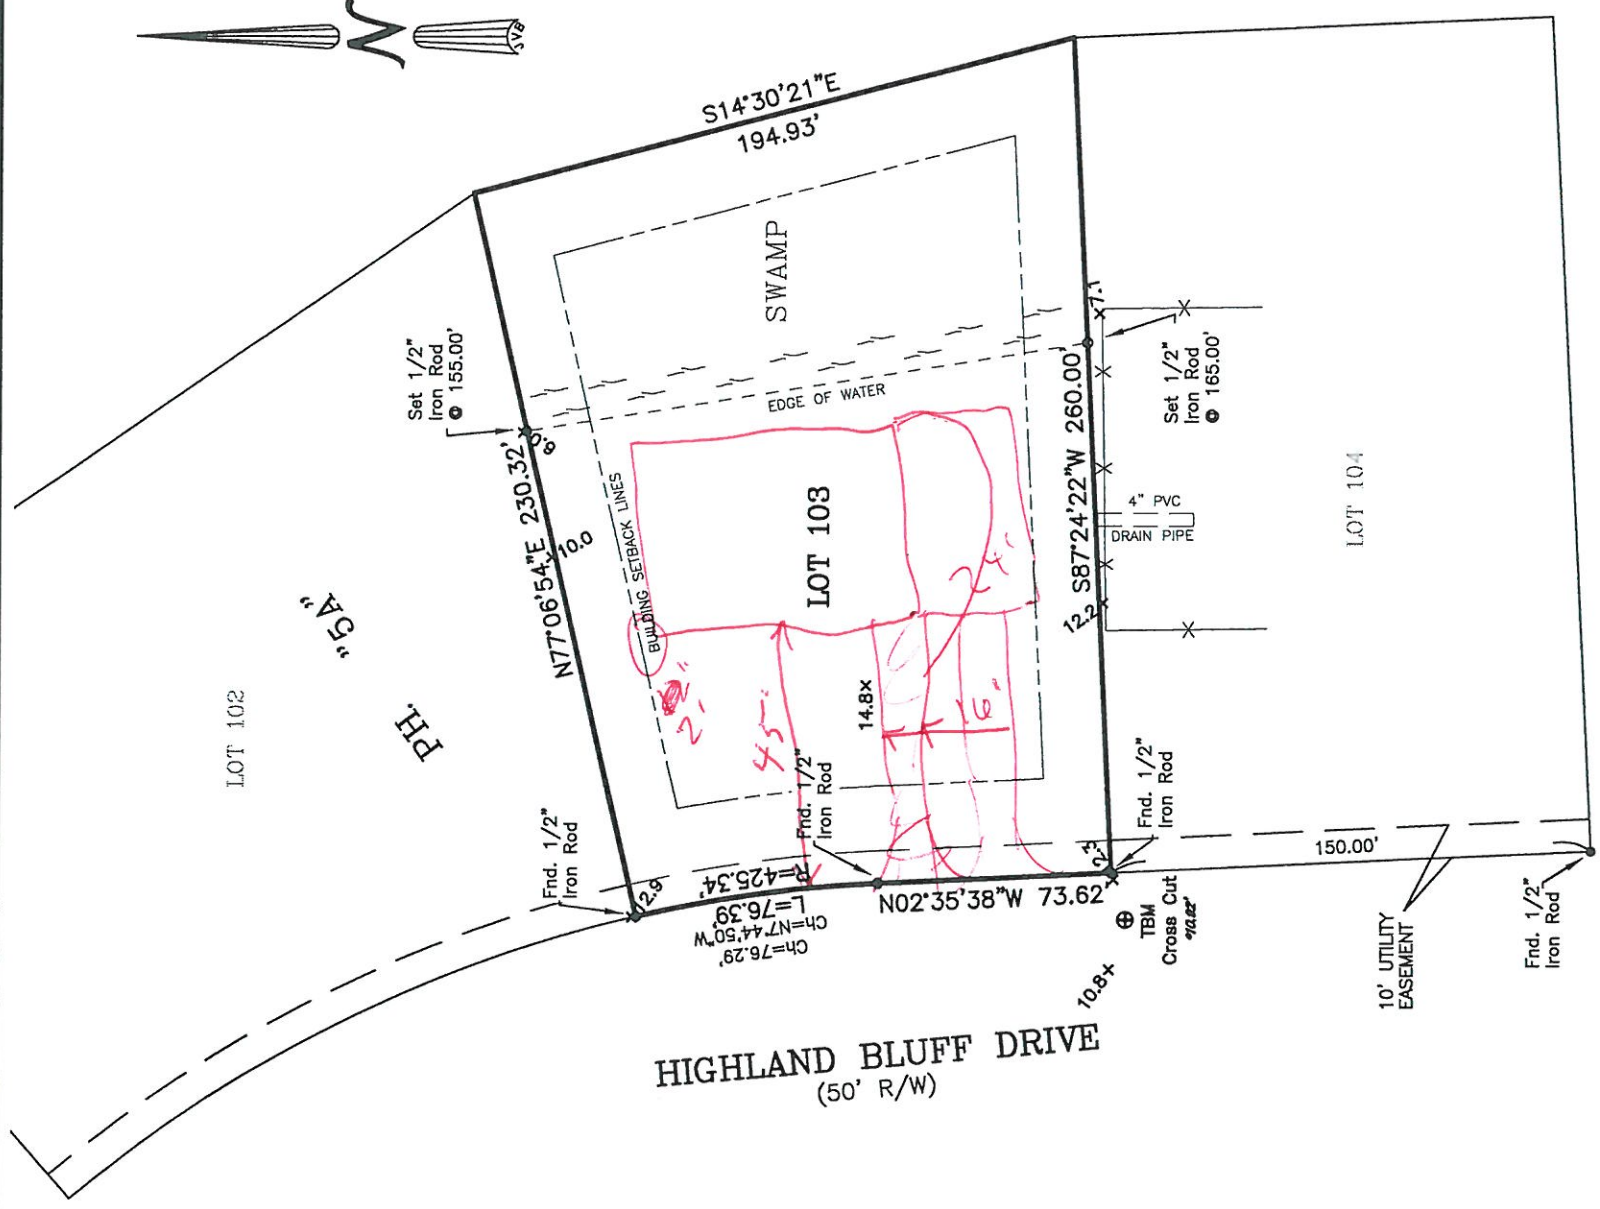 SVB
S14°30'21"E
194.93'
SWAMP
Set 1/2"
Iron Rod
@ 155.00'
EDGE OF WATER
8.0
N77°06'54"E 230.32'
10.0
BUILDING SETBACK LINES
LOT 103
"5A"
PH.
LOT 102
7.1
Set 1/2"
Iron Rod
@ 165.00'
S87°24'22"W 260.00'
4" PVC
DRAIN PIPE
LOT 104
12.2
24'
2'
45'
14.8x
16'
Fnd. 1/2"
Iron Rod
Fnd. 1/2"
Iron Rod
Fnd. 1/2"
Iron Rod
12.9
R=425.34'
L=76.39'
Ch=N7°44'50"W
Ch=76.29'
N02°35'38"W 73.62'
150.00'
TBM
Cross Cut
10.8x
10' UTILITY
EASEMENT
Fnd. 1/2"
Iron Rod
HIGHLAND BLUFF DRIVE
(50' R/W)